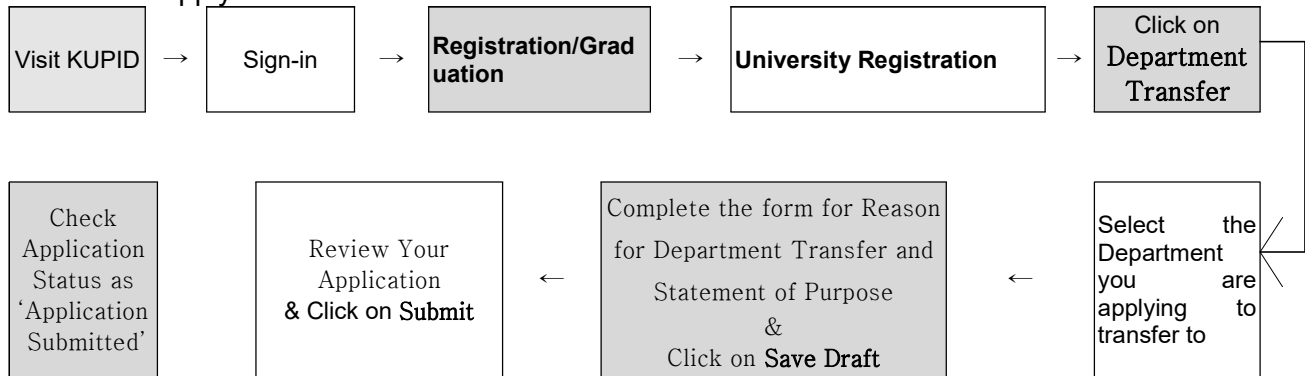 Visit KUPID
→
Sign-in
→
Registration/Grad
uation
→
University Registration
→
Click on
Department
Transfer
Select the
Department
you are
applying to
transfer to
←
Complete the form for Reason
for Department Transfer and
Statement of Purpose
&
Click on Save Draft
←
Review Your
Application
& Click on Submit
Check
Application
Status as
‘Application
Submitted’